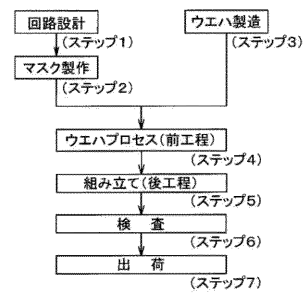 回路設計
(ステップ1)
マスク製作
(ステップ2)
ウエハ製造
(ステップ3)
ウエハプロセス(前工程)
(ステップ4)
組み立て(後工程)
(ステップ5)
検　査
(ステップ6)
出　荷
(ステップ7)